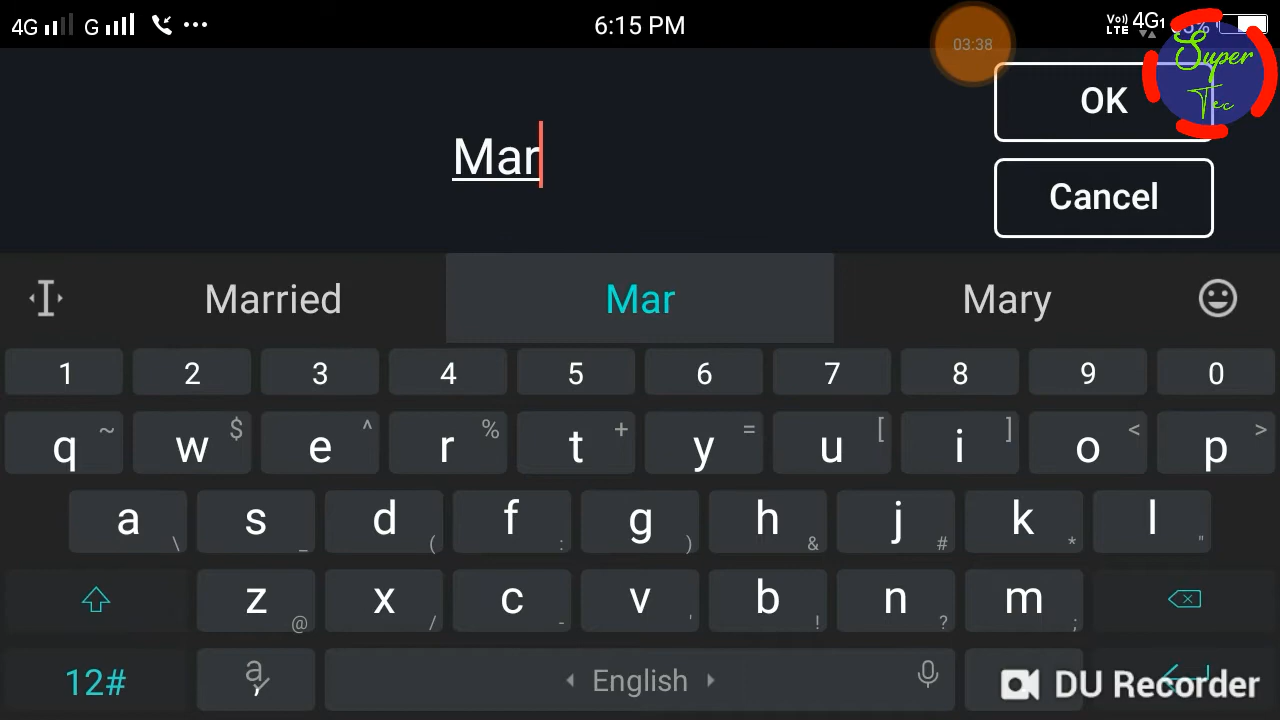 4G G 6:15 PM Vo)) LTE 4G1
03:38
Super
Tec
OK
Mar
Cancel
Married Mar Mary
1 2 3 4 5 6 7 8 9 0
q ~ w $ e ^ r % t + y = u [ i ] o < p >
a \ s _ d ( f : g ) h & j # k * l "
z @ x / c - v ' b ! n ? m ;
12# a , English
DU Recorder